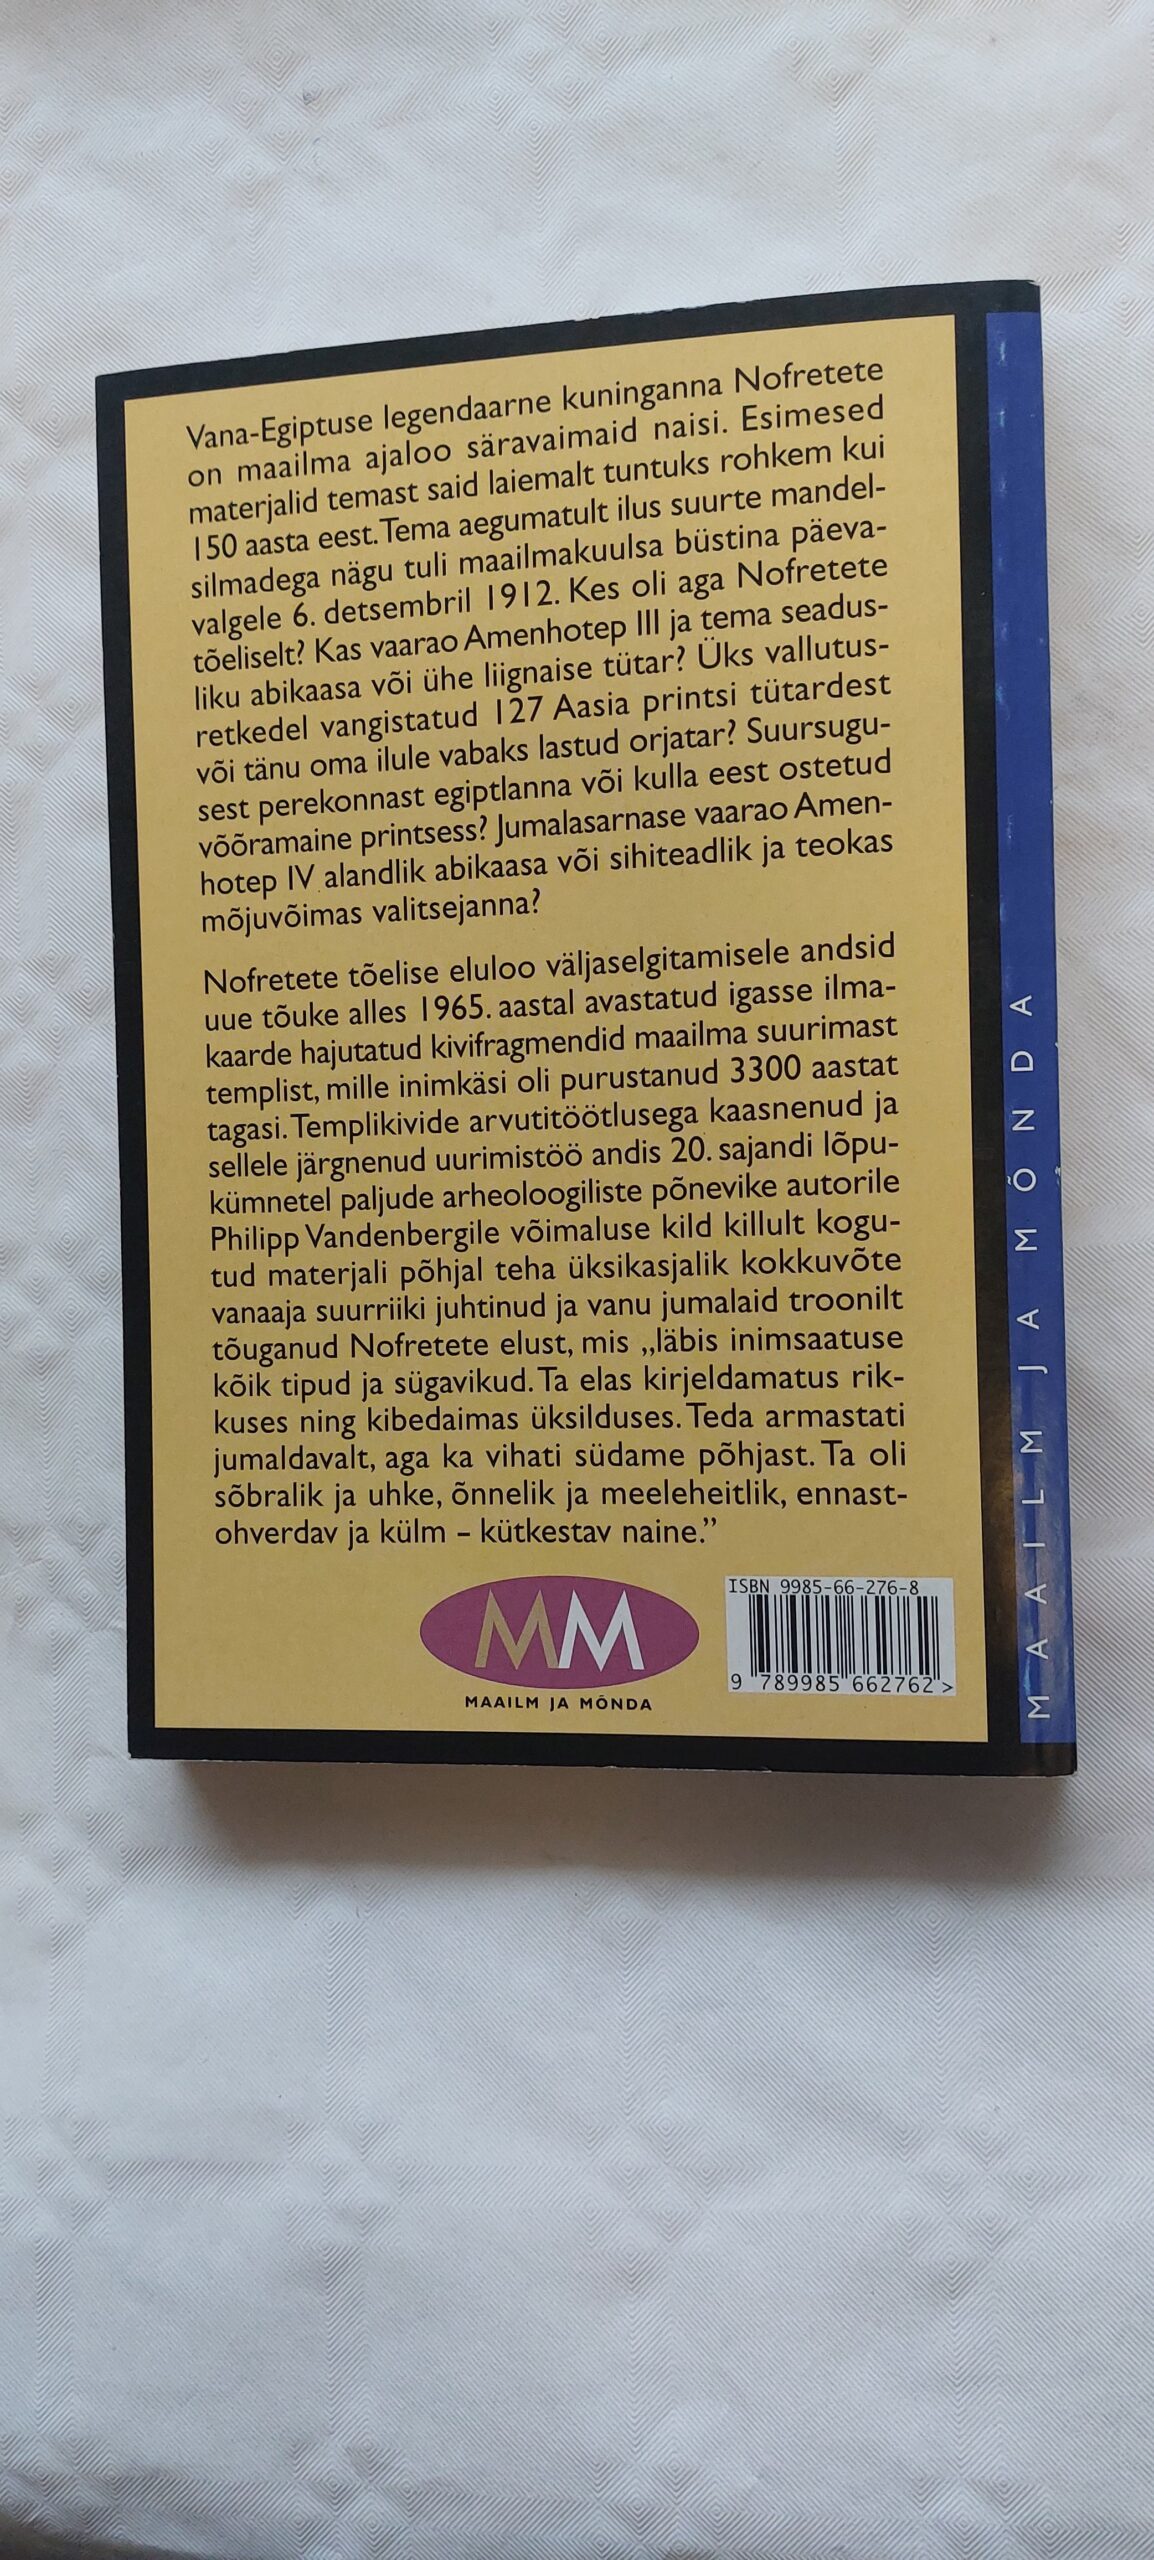 Vana-Egiptuse legendaarne kuninganna Nofretete
on maailma ajaloo säravaimaid naisi. Esimesed
materjalid temast said laiemalt tuntuks rohkem kui
150 aasta eest. Tema aegumatult ilus suurte mandel-
silmadega nägu tuli maailmakuulsa büstina päeva-
valgele 6. detsembril 1912. Kes oli aga Nofretete
tõeliselt? Kas vaarao Amenhotep III ja tema seadus-
liku abikaasa või ühe liignaise tütar? Üks vallutus-
retkedel vangistatud 127 Aasia printsi tütardest
või tänu oma ilule vabaks lastud orjatar? Suursugu-
sest perekonnast egiptlanna või kulla eest ostetud
võõramaine printsess? Jumalasarnase vaarao Amen-
hotep IV alandlik abikaasa või sihiteadlik ja teokas
mõjuvõimas valitsejanna?
Nofretete tõelise eluloo väljaselgitamisele andsid
uue tõuke alles 1965. aastal avastatud igasse ilma-
kaarde hajutatud kivifragmendid maailma suurimast
templist, mille inimkäsi oli purustanud 3300 aastat
tagasi. Templikivide arvutitöötlusega kaasnenud ja
sellele järgnenud uurimistöö andis 20. sajandi lõpu-
kümnetel paljude arheoloogiliste põnevike autorile
Philipp Vandenbergile võimaluse kild killult kogu-
tud materjali põhjal teha üksikasjalik kokkuvõte
vanaaja suurriiki juhtinud ja vanu jumalaid troonilt
tõuganud Nofretete elust, mis „läbis inimsaatuse
kõik tipud ja sügavikud. Ta elas kirjeldamatus rik-
kuses ning kibedaimas üksilduses. Teda armastati
jumaldavalt, aga ka vihati südame põhjast. Ta oli
sõbralik ja uhke, õnnelik ja meeleheitlik, ennast-
ohverdav ja külm – kütkestav naine.”
MM
MAAILM JA MÕNDA
ISBN 9985-66-276-8
9 789985 662762 >
MAAILM JA MÕNDA